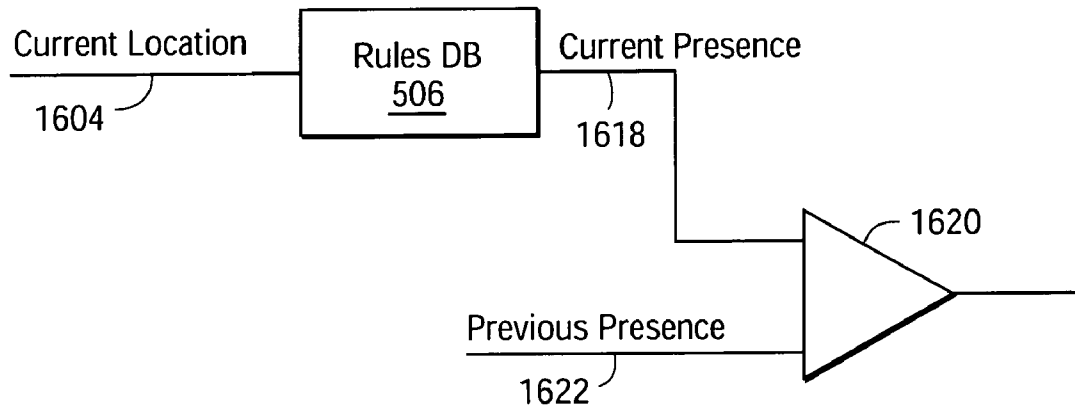 Current Location
1604
Rules DB
506
Current Presence
1618
1620
Previous Presence
1622